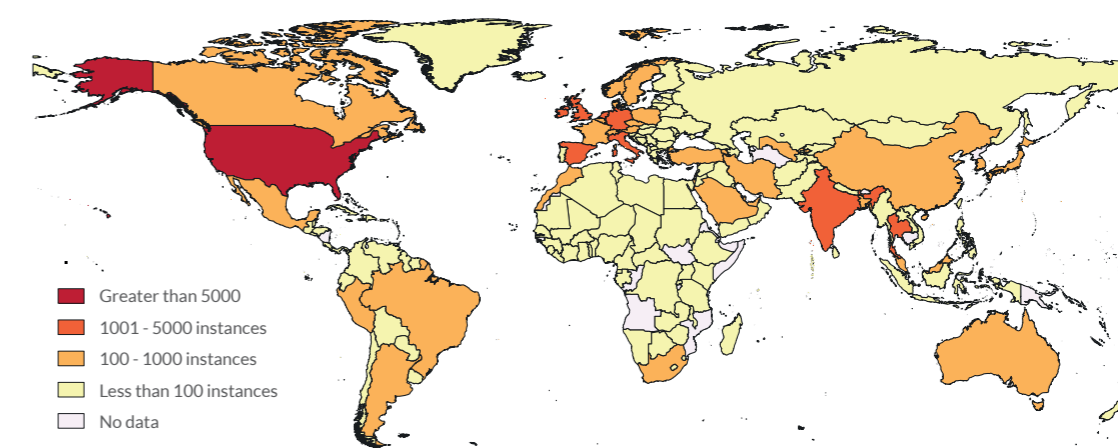 Greater than 5000
1001 - 5000 instances
100 - 1000 instances
Less than 100 instances
No data